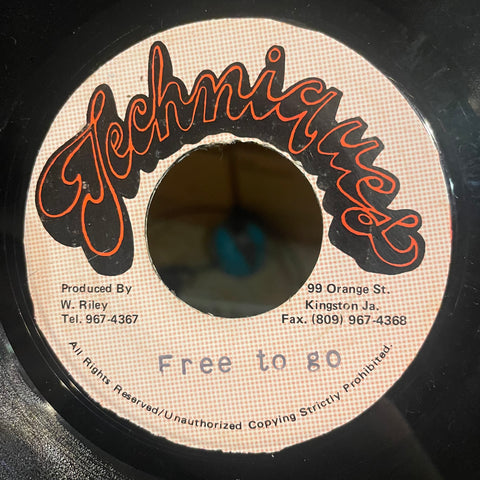 Techniques
Produced By
W. Riley
Tel. 967-4367
99 Orange St.
Kingston Ja.
Fax. (809) 967-4368
Free to go
All Rights Reserved/Unauthorized Copying Strictly Prohibited.